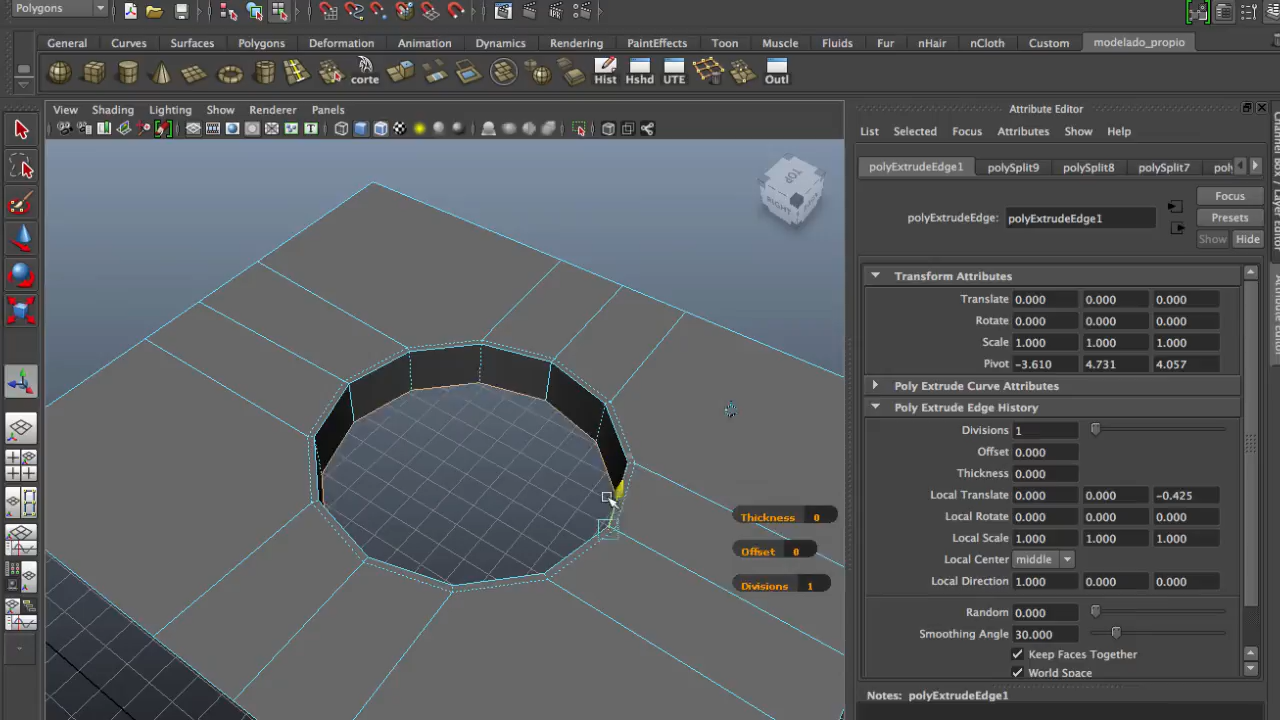 Polygons
General Curves Surfaces Polygons Deformation Animation Dynamics Rendering PaintEffects Toon Muscle Fluids Fur nHair nCloth Custom modelado_propio
corte Hist Hshd UTE Outl
View Shading Lighting Show Renderer Panels
TOP
RIGHT
Thickness 0
Offset 0
Divisions 1
Attribute Editor
List Selected Focus Attributes Show Help
polyExtrudeEdge1 polySplit9 polySplit8 polySplit7
Focus
polyExtrudeEdge: polyExtrudeEdge1 Presets
Show Hide
Transform Attributes
Translate 0.000 0.000 0.000
Rotate 0.000 0.000 0.000
Scale 1.000 1.000 1.000
Pivot -3.610 4.731 4.057
Poly Extrude Curve Attributes
Poly Extrude Edge History
Divisions 1
Offset 0.000
Thickness 0.000
Local Translate 0.000 0.000 -0.425
Local Rotate 0.000 0.000 0.000
Local Scale 1.000 1.000 1.000
Local Center middle
Local Direction 1.000 0.000 0.000
Random 0.000
Smoothing Angle 30.000
Keep Faces Together
World Space
Notes: polyExtrudeEdge1